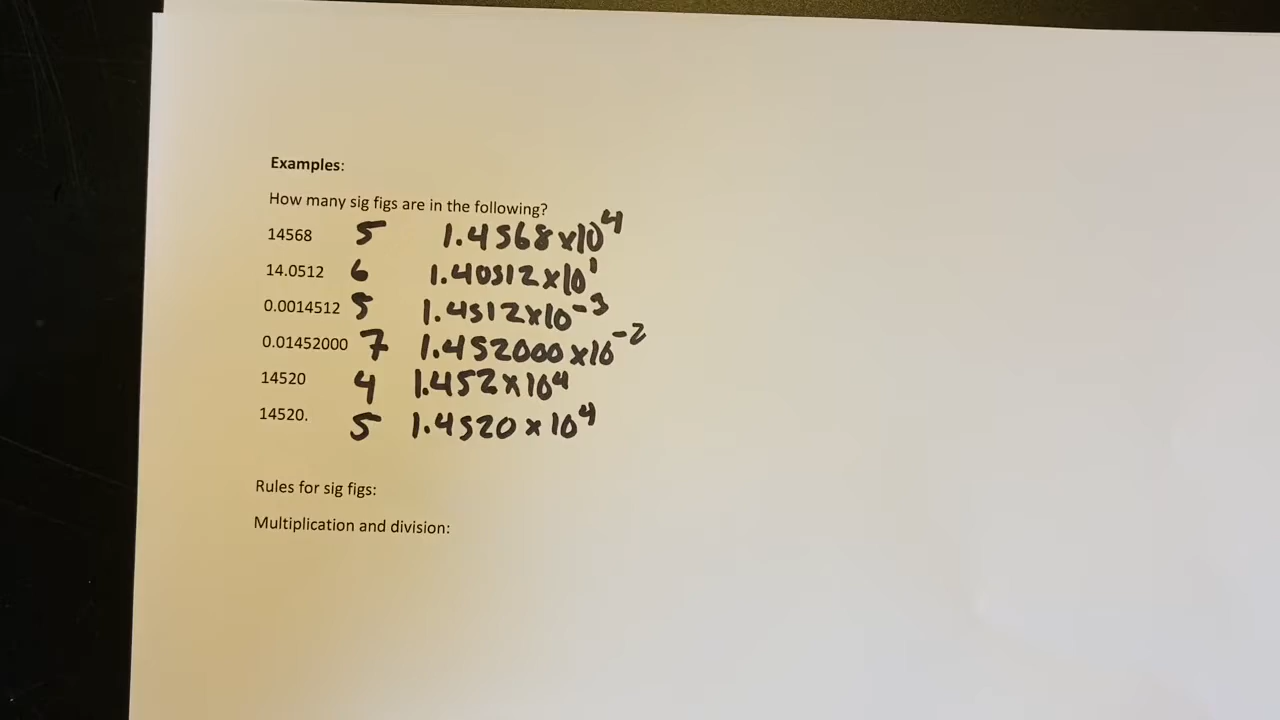 Examples:
How many sig figs are in the following?
14568 5 1.4568x10^4
14.0512 6 1.40512x10^1
0.0014512 5 1.4512x10^-3
0.01452000 7 1.452000x10^-2
14520 4 1.452x10^4
14520. 5 1.4520x10^4
Rules for sig figs:
Multiplication and division: